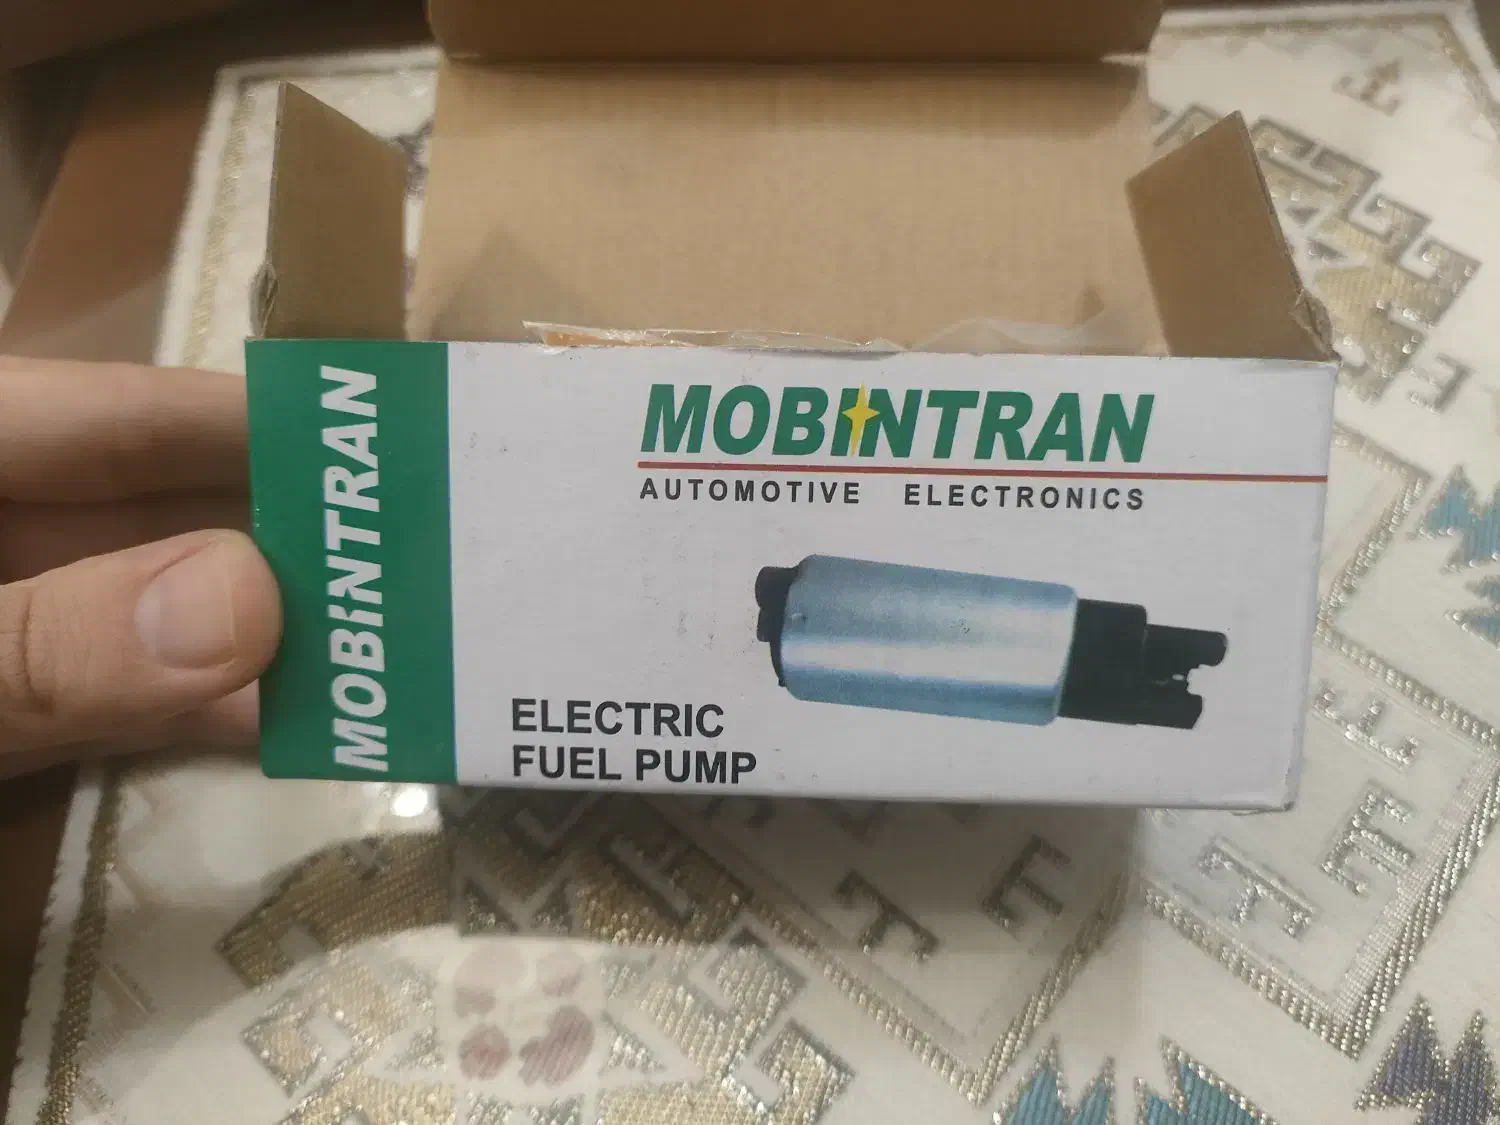 MOBINTRAN
MOBINTRAN
AUTOMOTIVE ELECTRONICS
ELECTRIC
FUEL PUMP